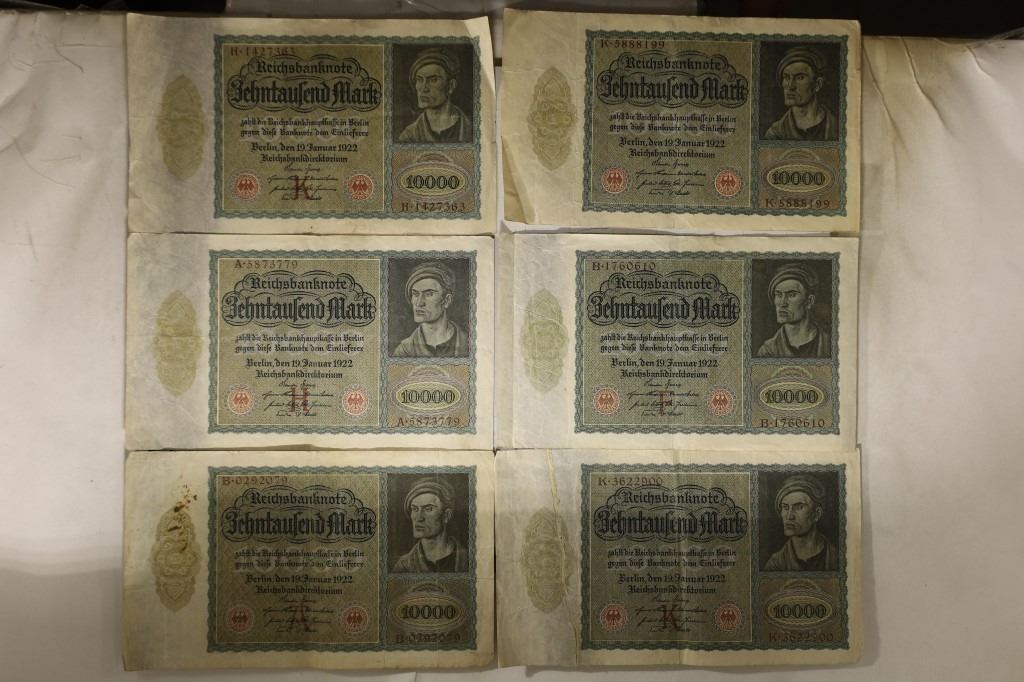 H·1427363
Reichsbanknote
Zehntausend Mark
zahlt die Reichsbankhauptkasse in Berlin
gegen diese Banknote dem Einlieferer
Berlin, den 19. Januar 1922
Reichsbankdirektorium
K
10000
H·1427363
K·5888199
Reichsbanknote
Zehntausend Mark
zahlt die Reichsbankhauptkasse in Berlin
gegen diese Banknote dem Einlieferer
Berlin, den 19. Januar 1922
Reichsbankdirektorium
10000
K·5888199
A·5873779
Reichsbanknote
Zehntausend Mark
zahlt die Reichsbankhauptkasse in Berlin
gegen diese Banknote dem Einlieferer
Berlin, den 19. Januar 1922
Reichsbankdirektorium
H
10000
A·5873779
B·1760610
Reichsbanknote
Zehntausend Mark
zahlt die Reichsbankhauptkasse in Berlin
gegen diese Banknote dem Einlieferer
Berlin, den 19. Januar 1922
Reichsbankdirektorium
10000
B·1760610
B·0292079
Reichsbanknote
Zehntausend Mark
zahlt die Reichsbankhauptkasse in Berlin
gegen diese Banknote dem Einlieferer
Berlin, den 19. Januar 1922
Reichsbankdirektorium
10000
B·0292079
K·3622900
Reichsbanknote
Zehntausend Mark
zahlt die Reichsbankhauptkasse in Berlin
gegen diese Banknote dem Einlieferer
Berlin, den 19. Januar 1922
Reichsbankdirektorium
K
10000
K·3622900